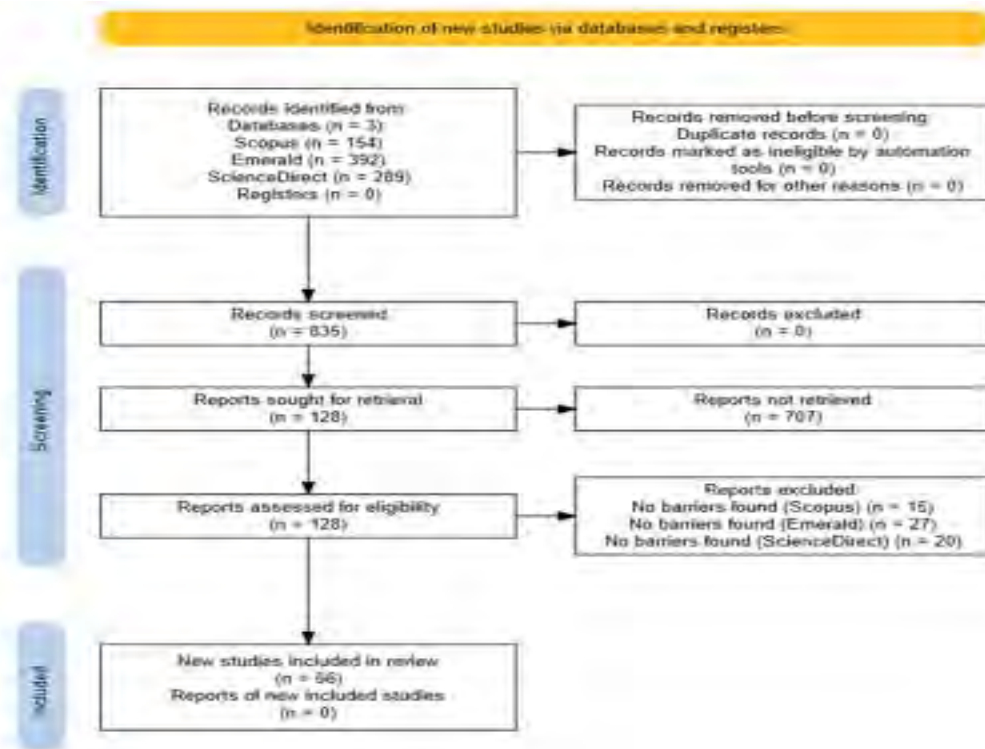 Identification of new studies via databases and registers
Identification
Records identified from
Databases (n = 3)
Scopus (n = 154)
Emerald (n = 392)
ScienceDirect (n = 289)
Registers (n = 0)
Records removed before screening
Duplicate records (n = 0)
Records marked as ineligible by automation
tools (n = 0)
Records removed for other reasons (n = 0)
Screening
Records screened
(n = 835)
Records excluded
(n = 0)
Reports sought for retrieval
(n = 128)
Reports not retrieved
(n = 707)
Reports assessed for eligibility
(n = 128)
Reports excluded
No barriers found (Scopus) (n = 15)
No barriers found (Emerald) (n = 27)
No barriers found (ScienceDirect) (n = 20)
Included
New studies included in review
(n = 66)
Reports of new included studies
(n = 0)